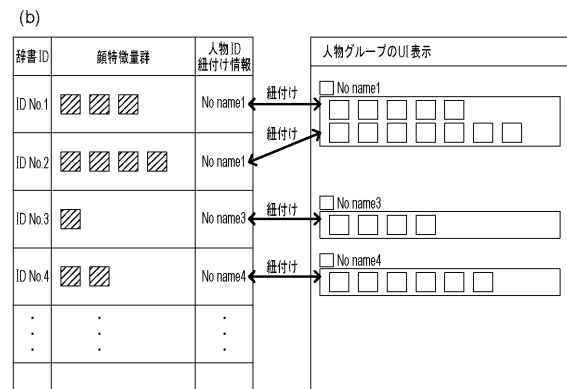 (b)
辞書ID
顔特徴量群
人物ID
紐付け情報
人物グループのUI表示
ID No.1
No name1
紐付け
No name1
紐付け
ID No.2
No name1
ID No.3
No name3
紐付け
No name3
ID No.4
No name4
紐付け
No name4